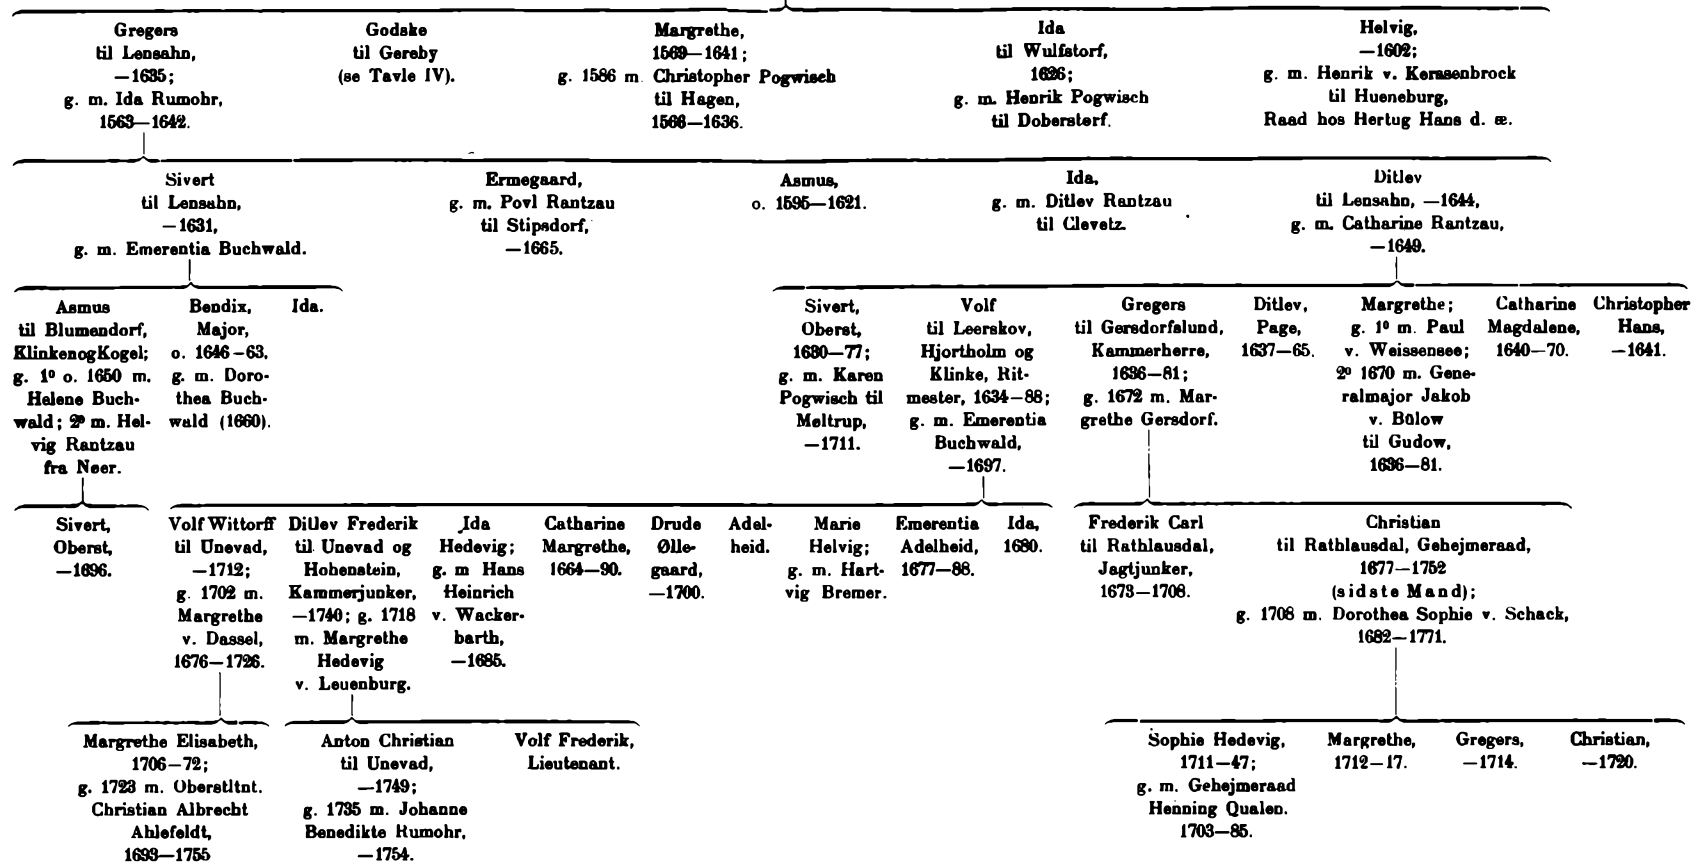 Gregers
til Lensahn,
—1635;
g. m. Ida Rumohr,
1563—1642.
Godske
til Gereby
(se Tavle IV).
Margrethe,
1569—1641;
g. 1586 m. Christopher Pogwisch
til Hagen,
1566—1636.
Ida
til Wulfstorf,
1626;
g. m. Henrik Pogwisch
til Doberstorf.
Helvig,
—1602;
g. m. Henrik v. Kerssenbrock
til Hueneburg,
Raad hos Hertug Hans d. æ.
Sivert
til Lensahn,
—1631,
g. m. Emerentia Buchwald.
Ermegaard,
g. m. Povl Rantzau
til Stipsdorf,
—1665.
Asmus,
o. 1595—1621.
Ida,
g. m. Ditlev Rantzau
til Clevetz.
Ditlev
til Lensahn, —1644,
g. m. Catharine Rantzau,
—1649.
Asmus
til Blumendorf,
Klinken og Kogel;
g. 1º o. 1650 m.
Helene Buch-
wald; 2º m. Hel-
vig Rantzau
fra Neer.
Bendix,
Major,
o. 1646—63.
g. m. Doro-
thea Buch-
wald (1660).
Ida.
Sivert,
Oberst,
1630—77;
g. m. Karen
Pogwisch til
Møltrup,
—1711.
Volf
til Leerskov,
Hjortholm og
Klinke, Rit-
mester, 1634—88;
g. m. Emerentia
Buchwald,
—1697.
Gregers
til Gersdorfslund,
Kammerherre,
1636—81;
g. 1672 m. Mar-
grethe Gersdorf.
Ditlev,
Page,
1637—65.
Margrethe;
g. 1º m. Paul
v. Weissensee;
2º 1670 m. Gene-
ralmajor Jakob
v. Bülow
til Gudow,
1636—81.
Catharine
Magdalene,
1640—70.
Christopher
Hans,
—1641.
Sivert,
Oberst,
—1696.
Volf Wittorff
til Unevad,
—1712;
g. 1702 m.
Margrethe
v. Dassel,
1676—1726.
Ditlev Frederik
til Unevad og
Hohenstein,
Kammerjunker,
—1740; g. 1718
m. Margrethe
Hedevig
v. Leuenburg.
Ida
Hedevig;
g. m Hans
Heinrich
v. Wacker-
barth,
—1685.
Catharine
Margrethe,
1664—90.
Drude
Ølle-
gaard,
—1700.
Adel-
heid.
Marie
Helvig;
g. m. Hart-
vig Bremer.
Emerentia
Adelheid,
1677—88.
Ida,
1680.
Frederik Carl
til Rathlausdal,
Jagtjunker,
1673—1708.
Christian
til Rathlausdal, Gehejmeraad,
1677—1752
(sidste Mand);
g. 1708 m. Dorothea Sophie v. Schack,
1682—1771.
Margrethe Elisabeth,
1706—72;
g. 1723 m. Oberstltnt.
Christian Albrecht
Ahlefeldt,
1693—1755
Anton Christian
til Unevad,
—1749;
g. 1735 m. Johanne
Benedikte Rumohr,
—1754.
Volf Frederik,
Lieutenant.
Sophie Hedevig,
1711—47;
g. m. Gehejmeraad
Henning Qualen.
1703—85.
Margrethe,
1712—17.
Gregers,
—1714.
Christian,
—1720.